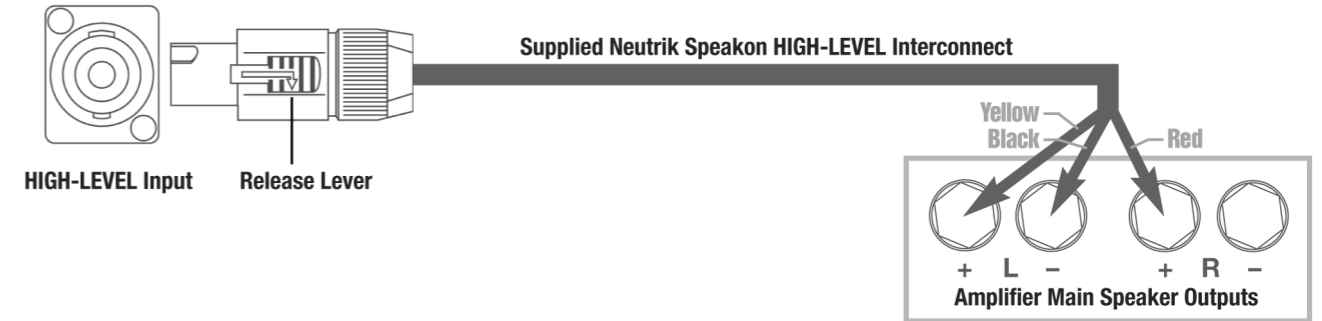 Supplied Neutrik Speakon HIGH-LEVEL Interconnect
Yellow
Black
Red
HIGH-LEVEL Input
Release Lever
+ L − + R −
Amplifier Main Speaker Outputs